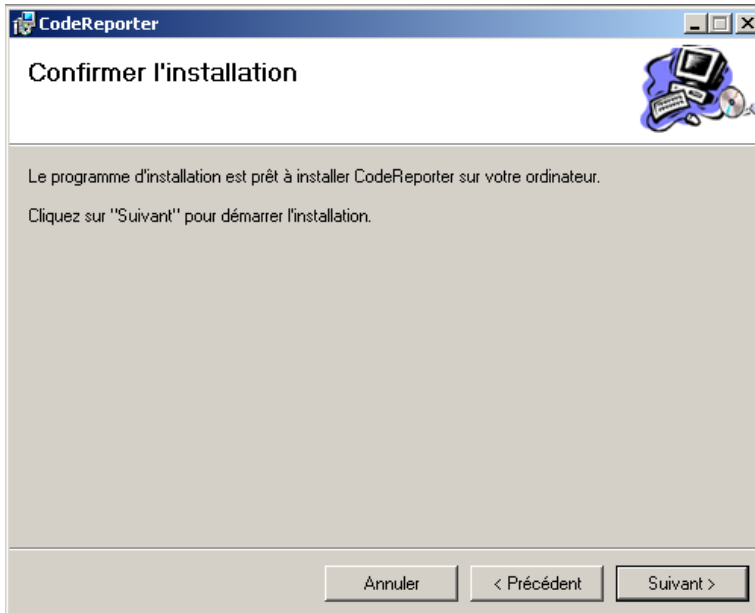 CodeReporter
Confirmer l'installation
Le programme d'installation est prêt à installer CodeReporter sur votre ordinateur.
Cliquez sur "Suivant" pour démarrer l'installation.
Annuler
< Précédent
Suivant >